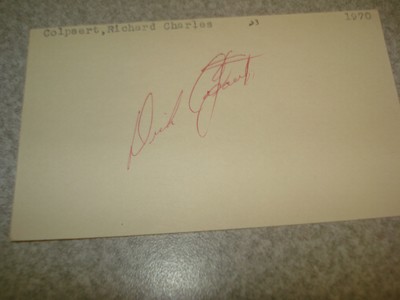 Colpaert,Richard Charles 1970
Dick Colpaert